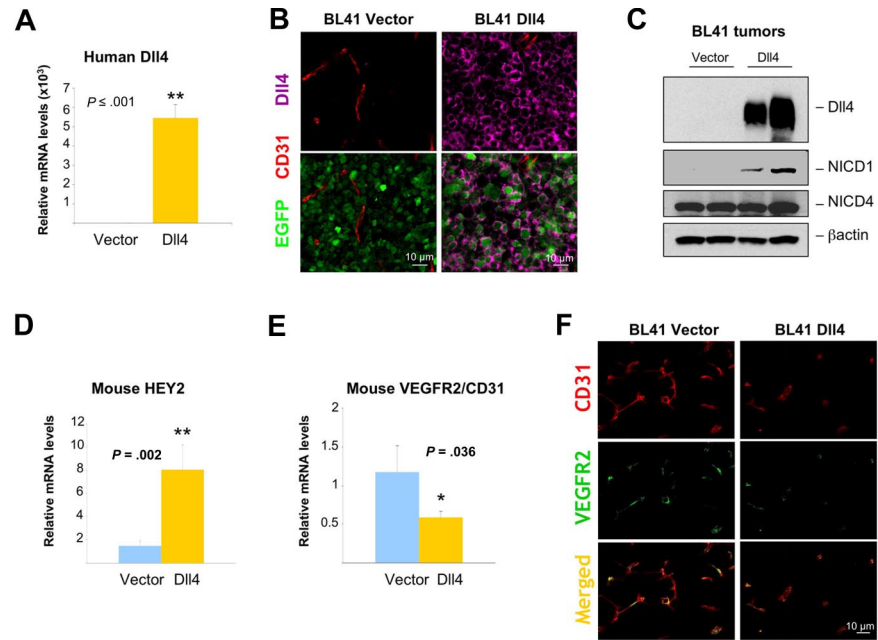 A
Human Dll4
Relative mRNA levels (x10³)
7
6
5
4
3
2
1
P ≤ .001
**
Vector Dll4
B
BL41 Vector BL41 Dll4
Dll4
CD31
EGFP
10 µm
10 µm
C
BL41 tumors
Vector Dll4
– Dll4
– NICD1
– NICD4
– βactin
D
Mouse HEY2
Relative mRNA levels
12
10
8
6
4
2
P = .002
**
Vector Dll4
E
Mouse VEGFR2/CD31
Relative mRNA levels
2
1.5
1
0.5
P = .036
*
Vector Dll4
F
BL41 Vector BL41 Dll4
CD31
VEGFR2
Merged
10 µm